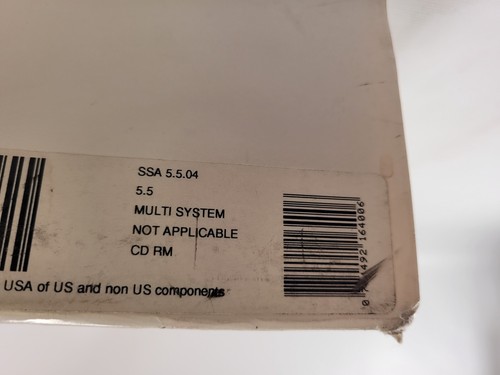 SSA 5.5.04
5.5
MULTI SYSTEM
NOT APPLICABLE
CD RM
USA of US and non US components